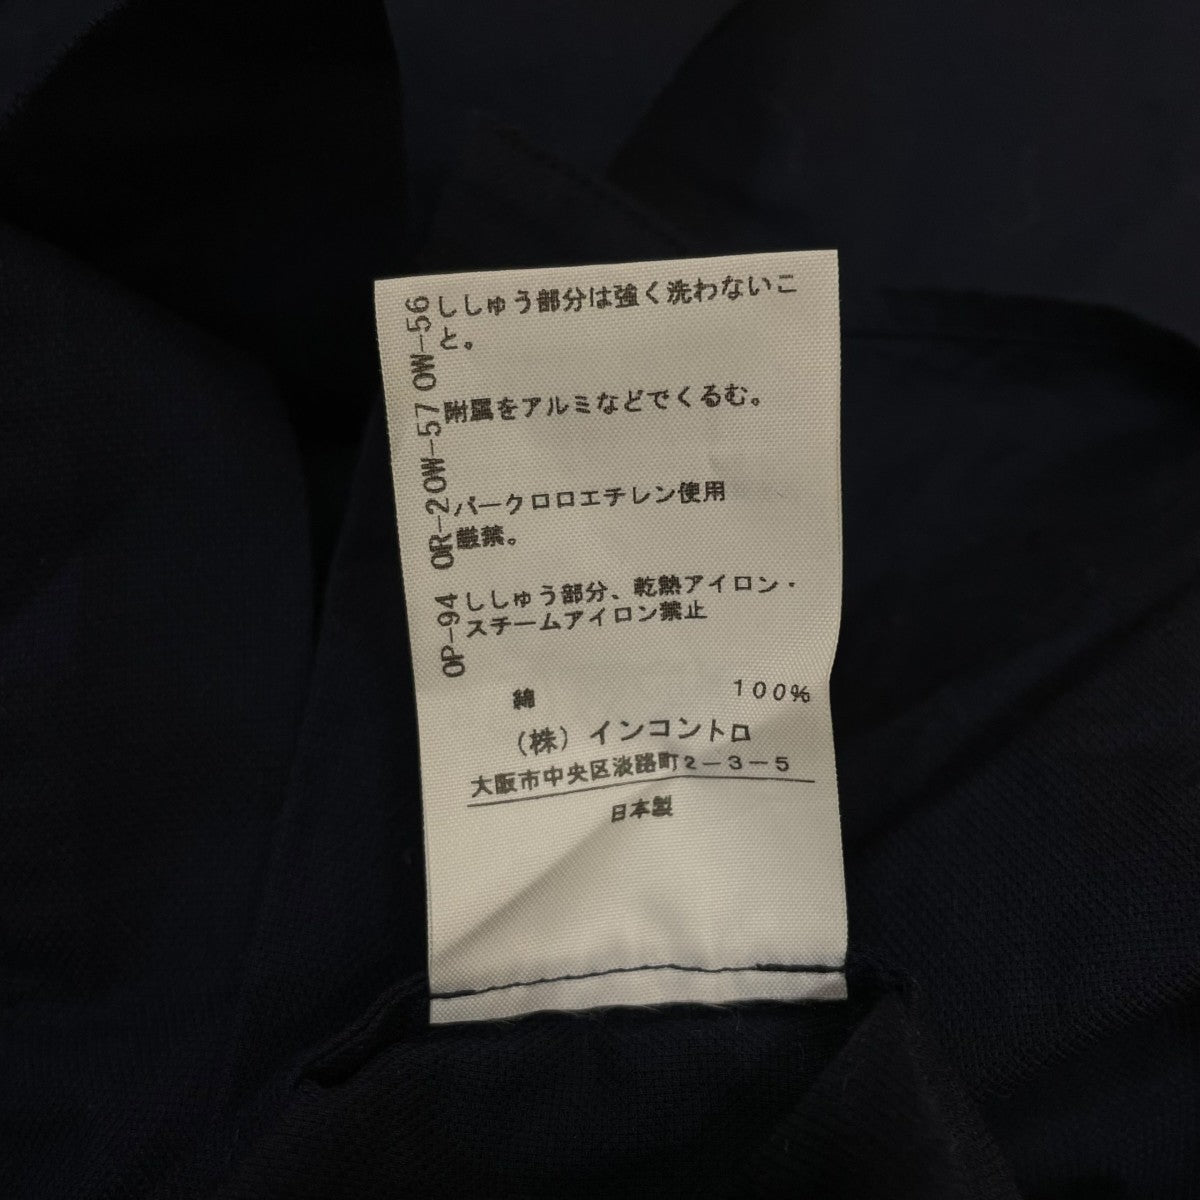 OW-56
ししゅう部分は強く洗わないこ
と。
OW-57
附属をアルミなどでくるむ。
OR-2
パークロロエチレン使用
厳禁。
OP-94
ししゅう部分、乾熱アイロン・
スチームアイロン禁止
綿 100%
(株)インコントロ
大阪市中央区淡路町2-3-5
日本製